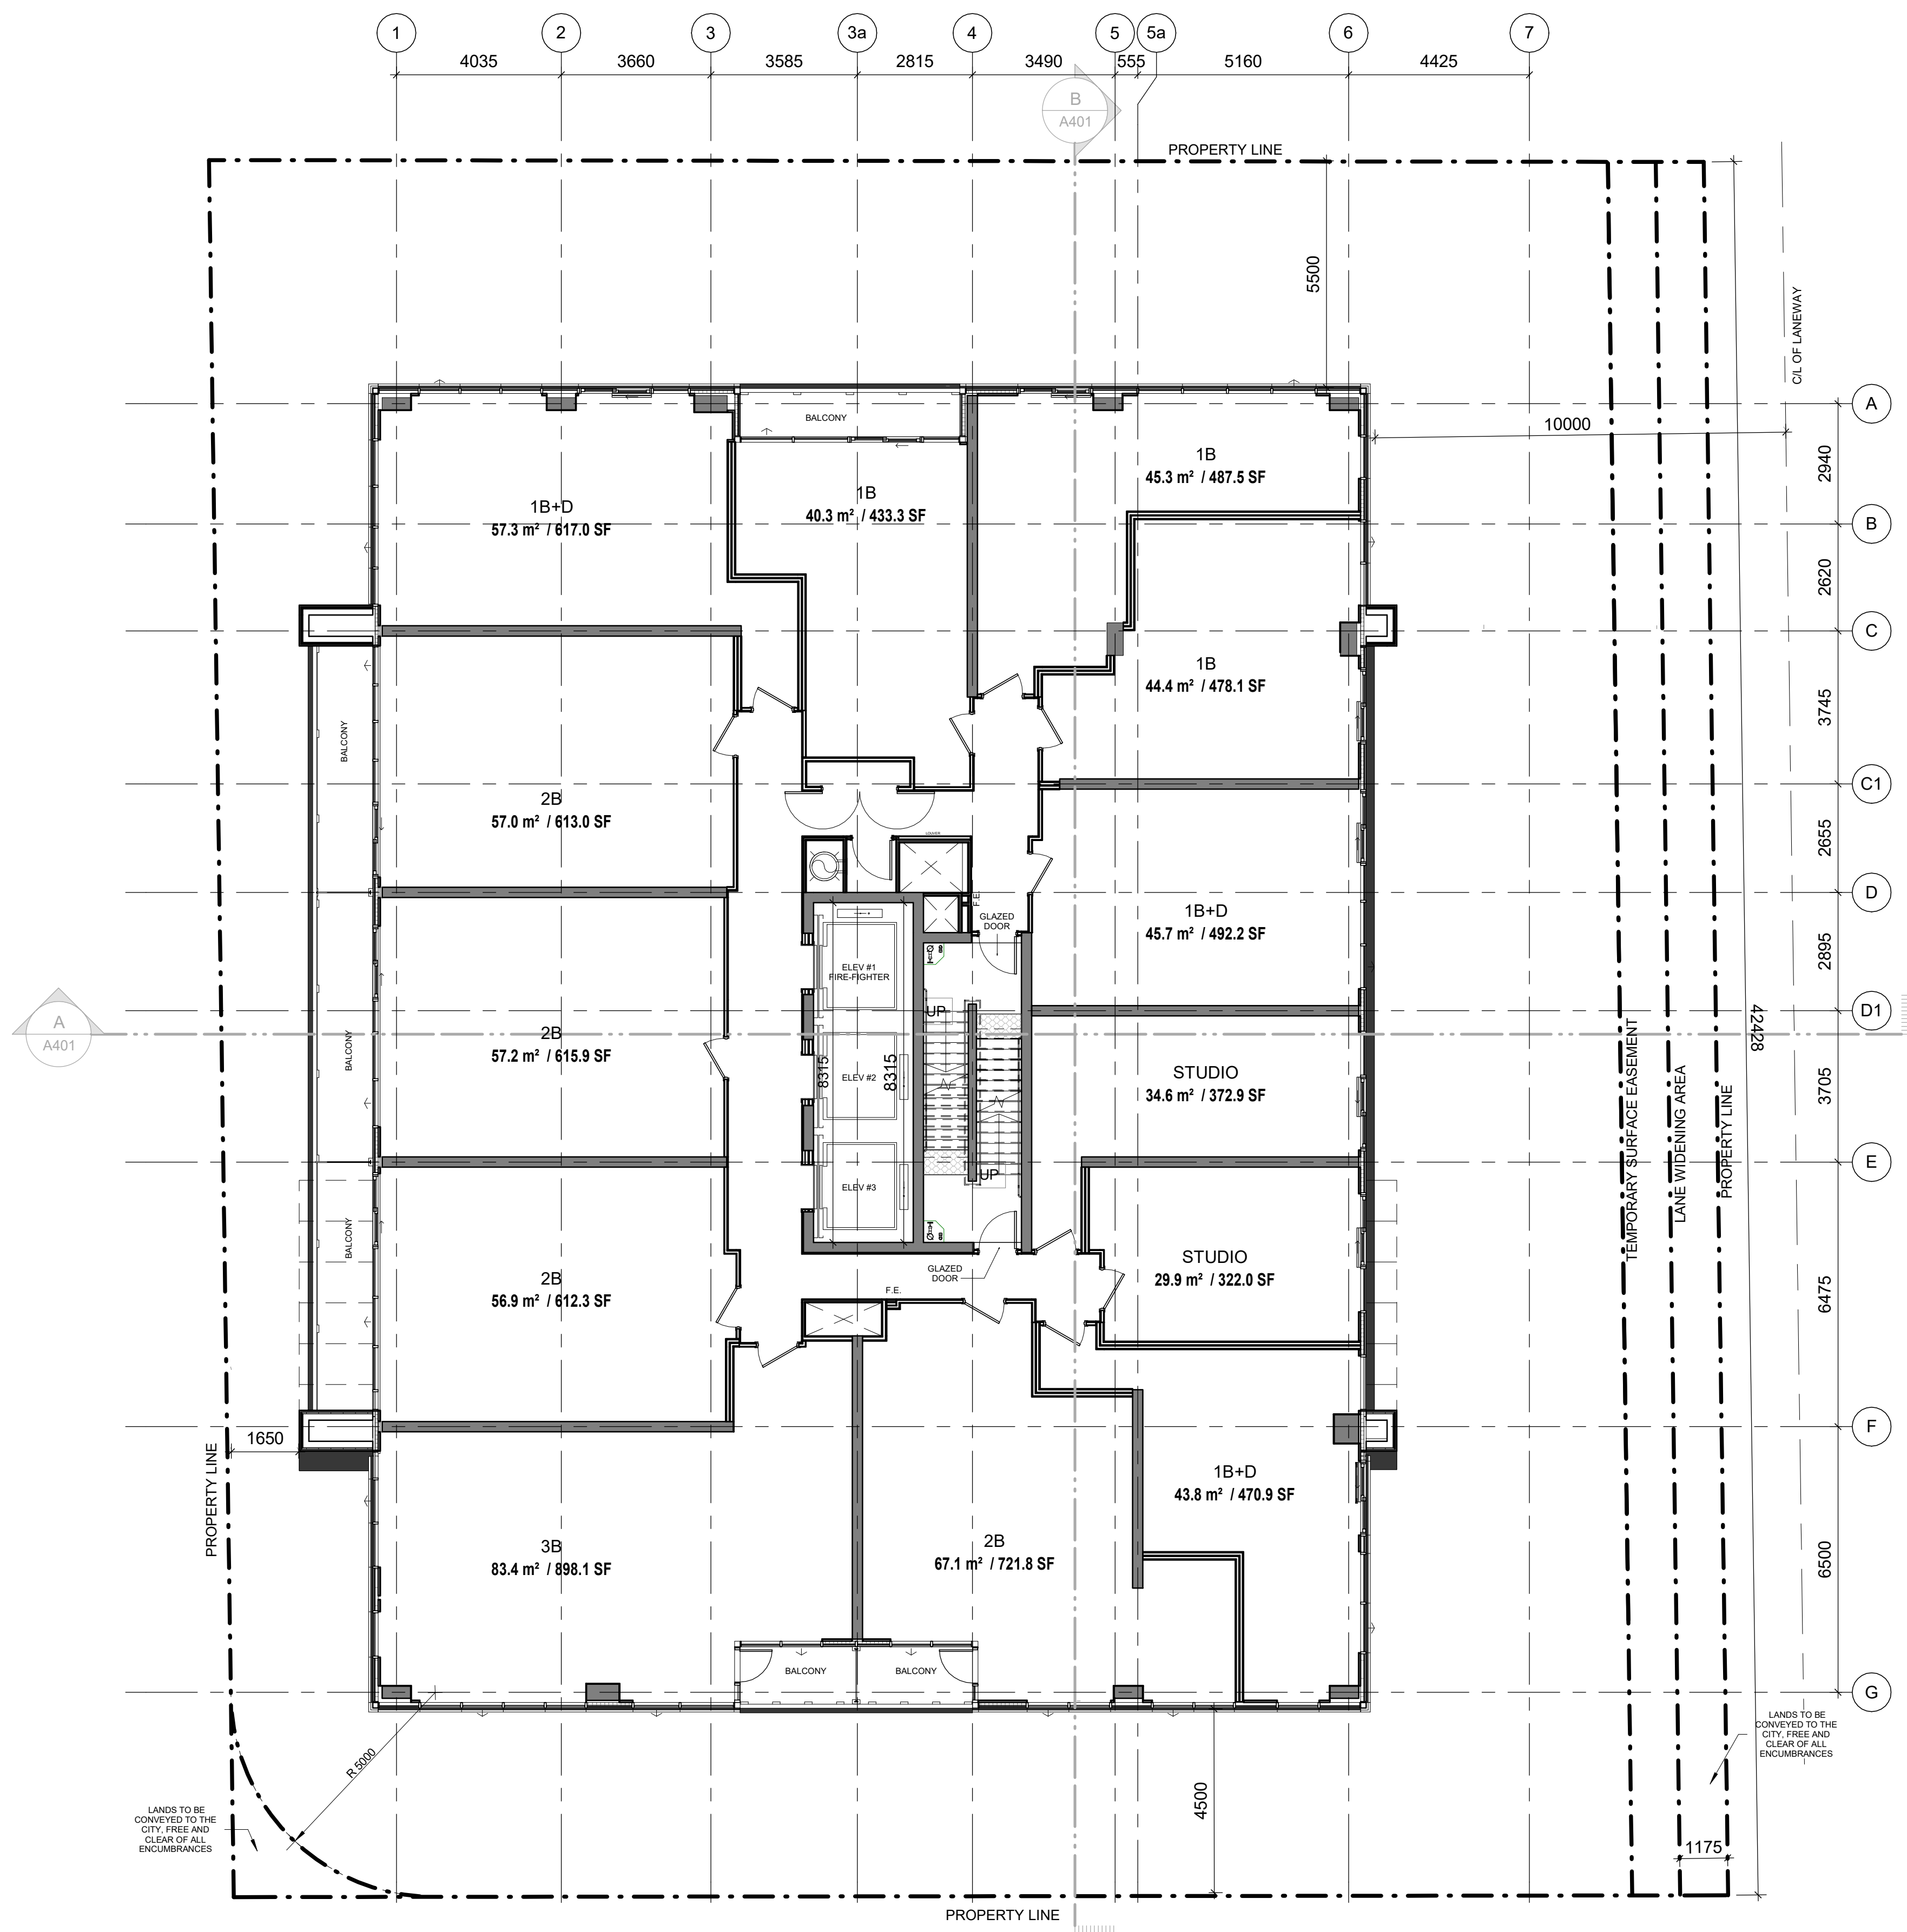 1 2 3 3a 4 5 5a 6 7
4035 3660 3585 2815 3490 555 5160 4425
B
A401
PROPERTY LINE
5500
C/L OF LANEWAY
10000
A
2940
B
2620
C
3745
C1
2655
D
2895
D1
3705
E
6475
F
6500
G
BALCONY
1B+D
57.3 m² / 617.0 SF
1B
40.3 m² / 433.3 SF
1B
45.3 m² / 487.5 SF
1B
44.4 m² / 478.1 SF
BALCONY
2B
57.0 m² / 613.0 SF
LOUVER
F.E.
GLAZED
DOOR
1B+D
45.7 m² / 492.2 SF
ELEV #1
FIRE-FIGHTER
UP
A
A401
BALCONY
2B
57.2 m² / 615.9 SF
8315
ELEV #2
8315
STUDIO
34.6 m² / 372.9 SF
UP
ELEV #3
BALCONY
2B
56.9 m² / 612.3 SF
GLAZED
DOOR
F.E.
STUDIO
29.9 m² / 322.0 SF
TEMPORARY SURFACE EASEMENT
LANE WIDENING AREA
PROPERTY LINE
42428
1650
PROPERTY LINE
3B
83.4 m² / 898.1 SF
2B
67.1 m² / 721.8 SF
1B+D
43.8 m² / 470.9 SF
BALCONY
BALCONY
R 5000
4500
LANDS TO BE
CONVEYED TO THE
CITY, FREE AND
CLEAR OF ALL
ENCUMBRANCES
LANDS TO BE
CONVEYED TO THE
CITY, FREE AND
CLEAR OF ALL
ENCUMBRANCES
1175
PROPERTY LINE